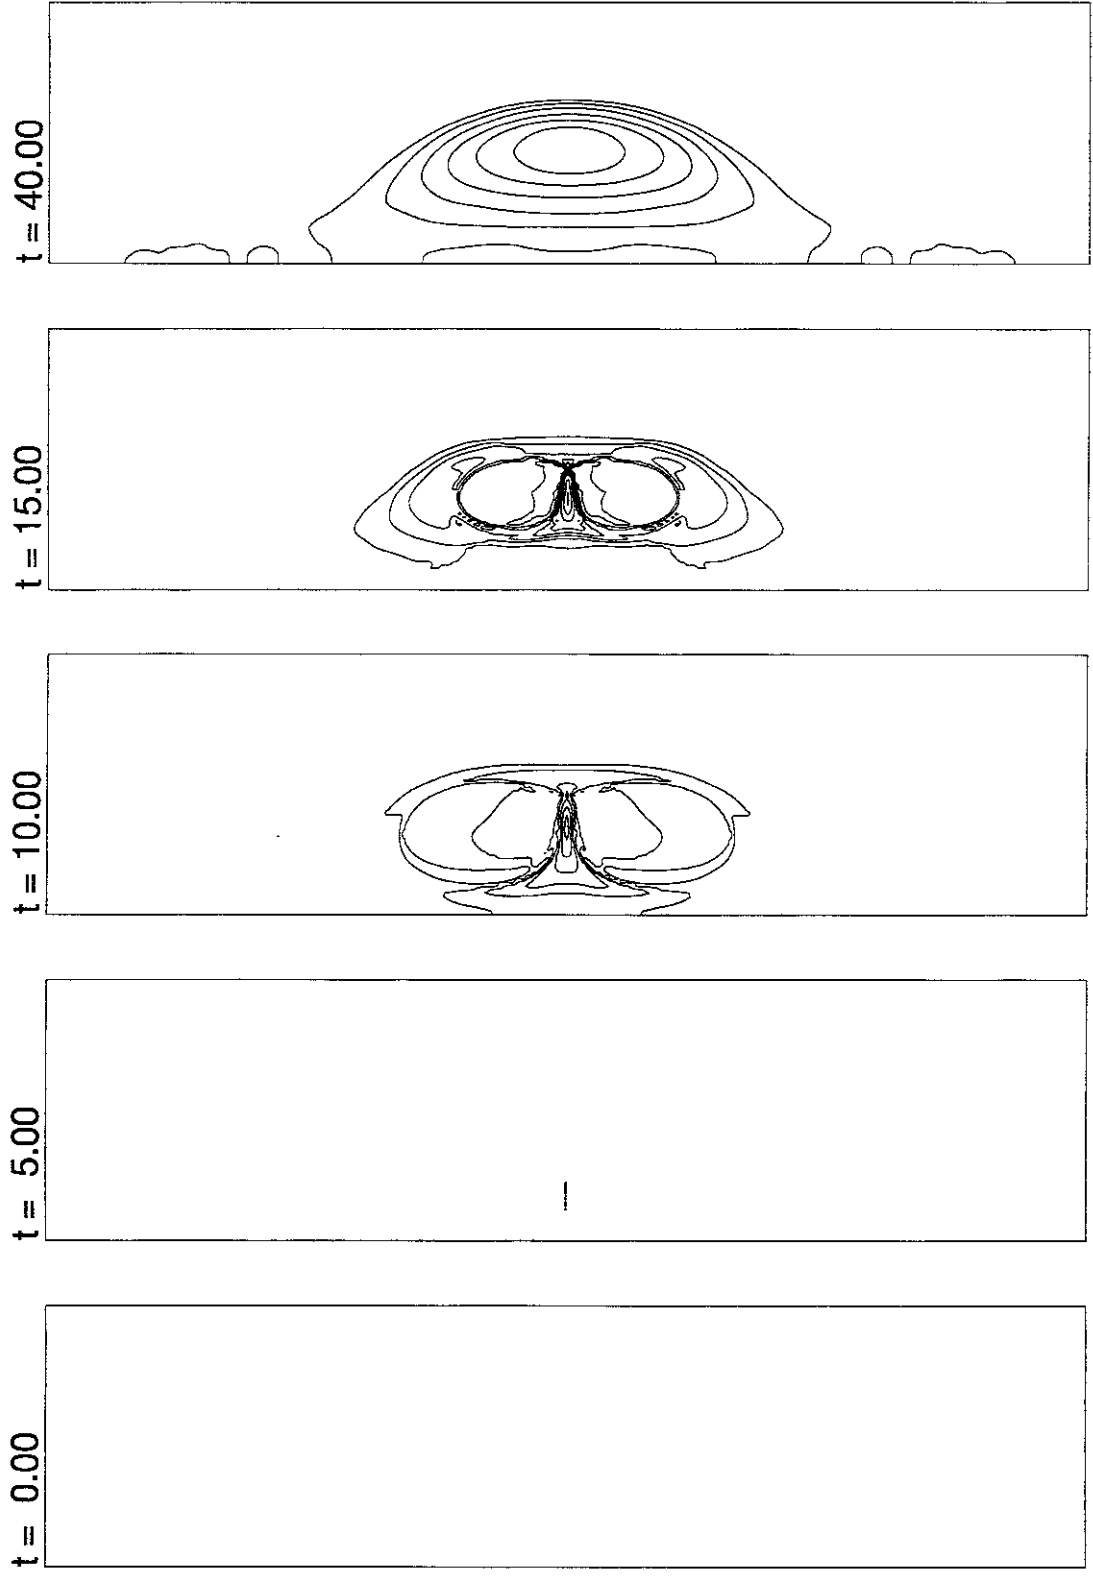 t = 40.00
t = 15.00
t = 10.00
t = 5.00
t = 0.00